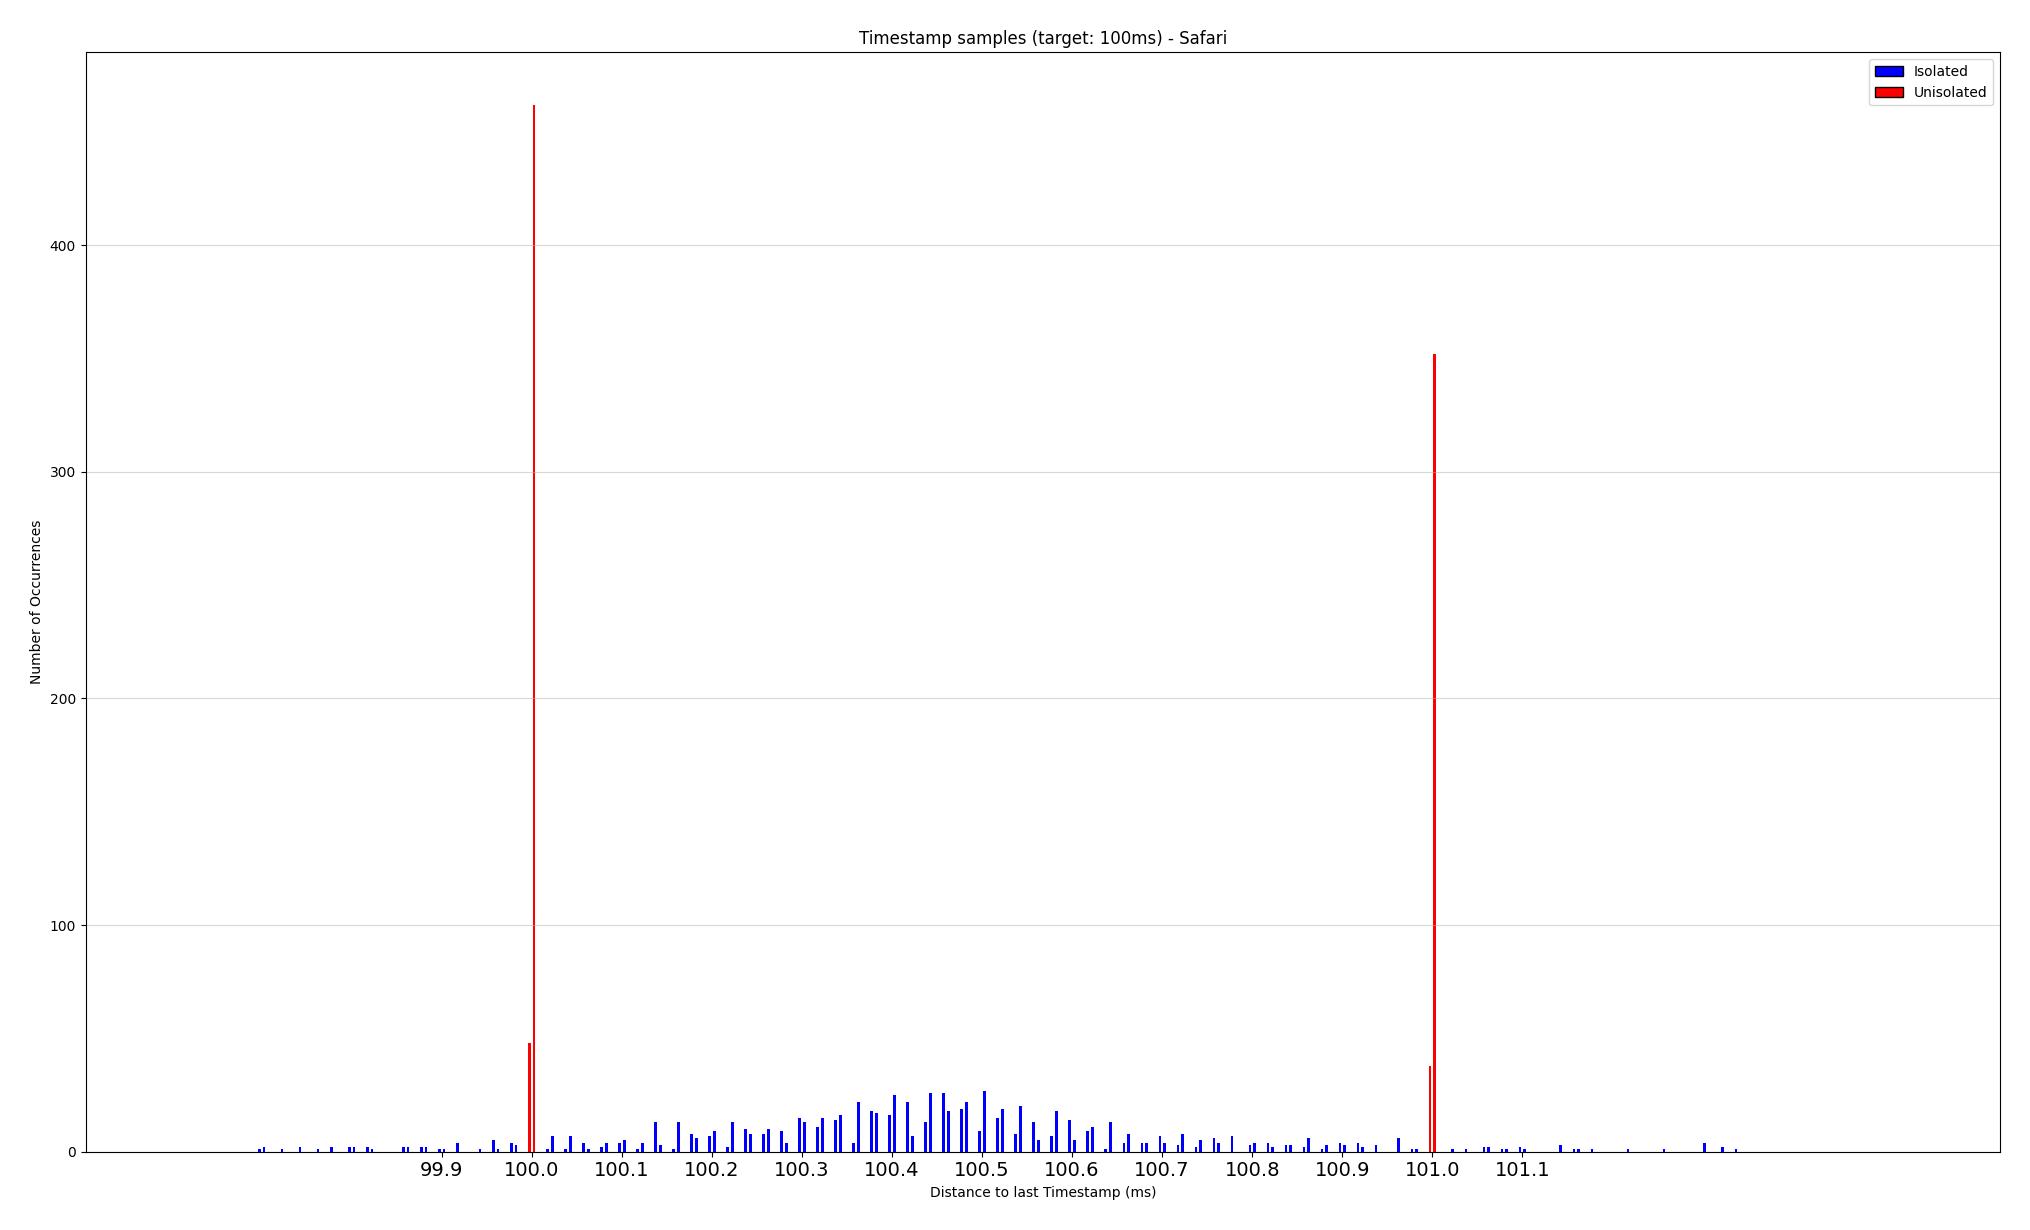 Timestamp samples (target: 100ms) - Safari
Isolated
Unisolated
Number of Occurrences
400
300
200
100
0
99.9 100.0 100.1 100.2 100.3 100.4 100.5 100.6 100.7 100.8 100.9 101.0 101.1
Distance to last Timestamp (ms)